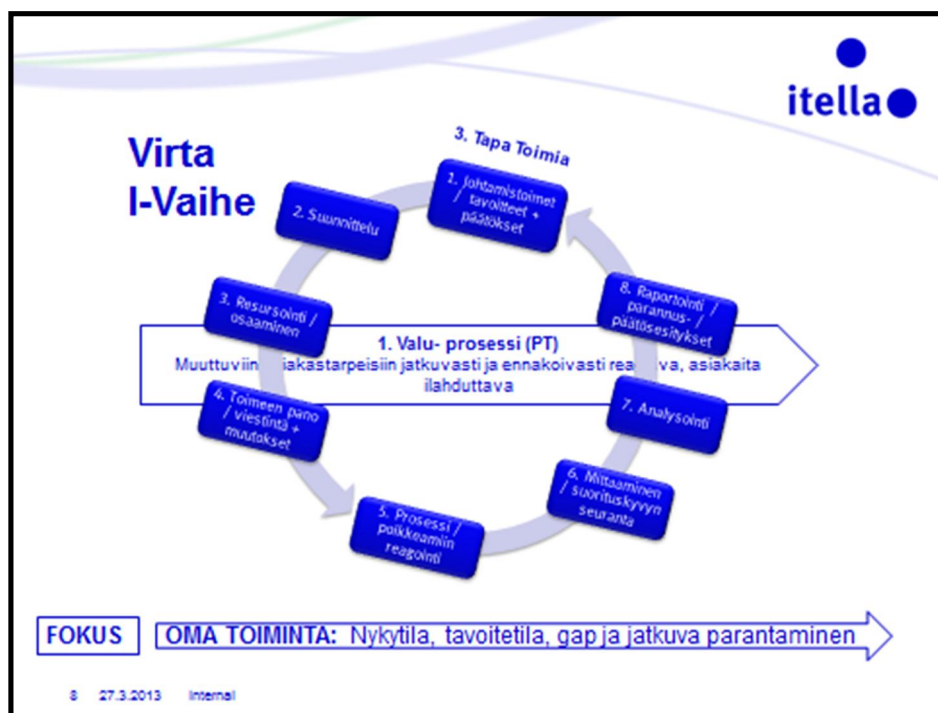 itella
Virta
I-Vaihe
3. Tapa Toimia
1. Johtamistoimet
/ tavoitteet +
päätökset
2. Suunnittelu
3. Resursointi /
osaaminen
4. Toimeen pano
/ viestintä +
muutokset
5. Prosessi /
poikkeamiin
reagointi
6. Mittaaminen
/ suorituskyvyn
seuranta
7. Analysointi
8. Raportointi /
parannus- /
päätösesitykset
1. Valu- prosessi (PT)
Muuttuviin jatkuvasti ja ennakoivasti asiakaita
ilahduttava
FOKUS
OMA TOIMINTA: Nykytila, tavoitetila, gap ja jatkuva parantaminen
8 27.3.2013 Internal